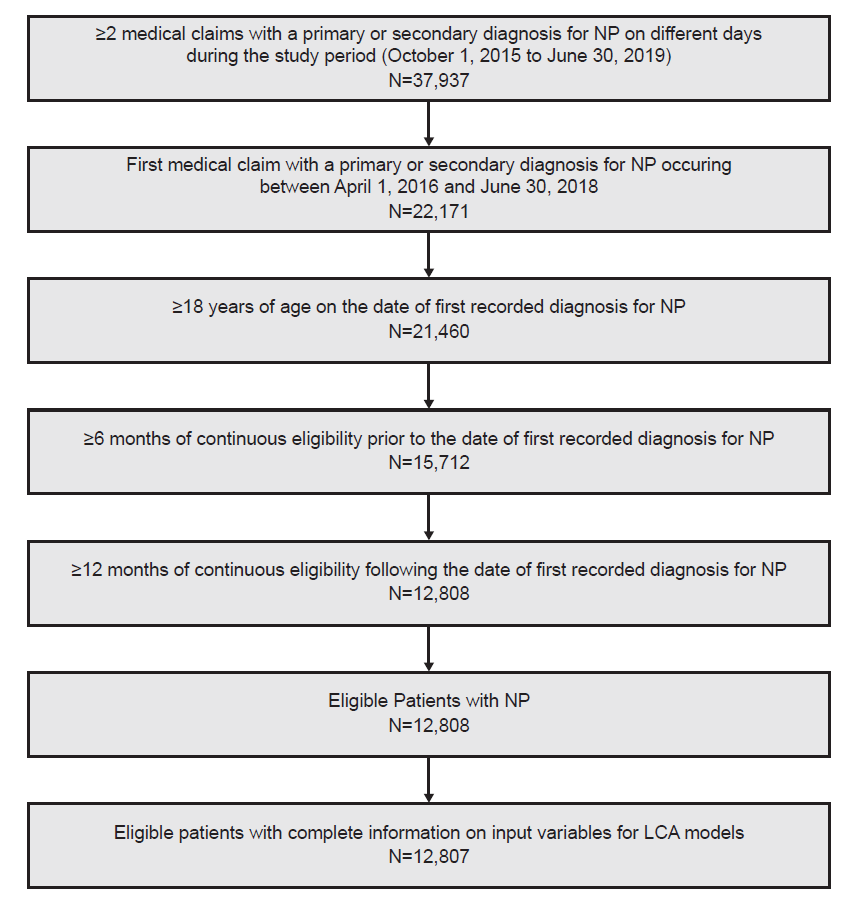 ≥2 medical claims with a primary or secondary diagnosis for NP on different days
during the study period (October 1, 2015 to June 30, 2019)
N=37,937
First medical claim with a primary or secondary diagnosis for NP occuring
between April 1, 2016 and June 30, 2018
N=22,171
≥18 years of age on the date of first recorded diagnosis for NP
N=21,460
≥6 months of continuous eligibility prior to the date of first recorded diagnosis for NP
N=15,712
≥12 months of continuous eligibility following the date of first recorded diagnosis for NP
N=12,808
Eligible Patients with NP
N=12,808
Eligible patients with complete information on input variables for LCA models
N=12,807